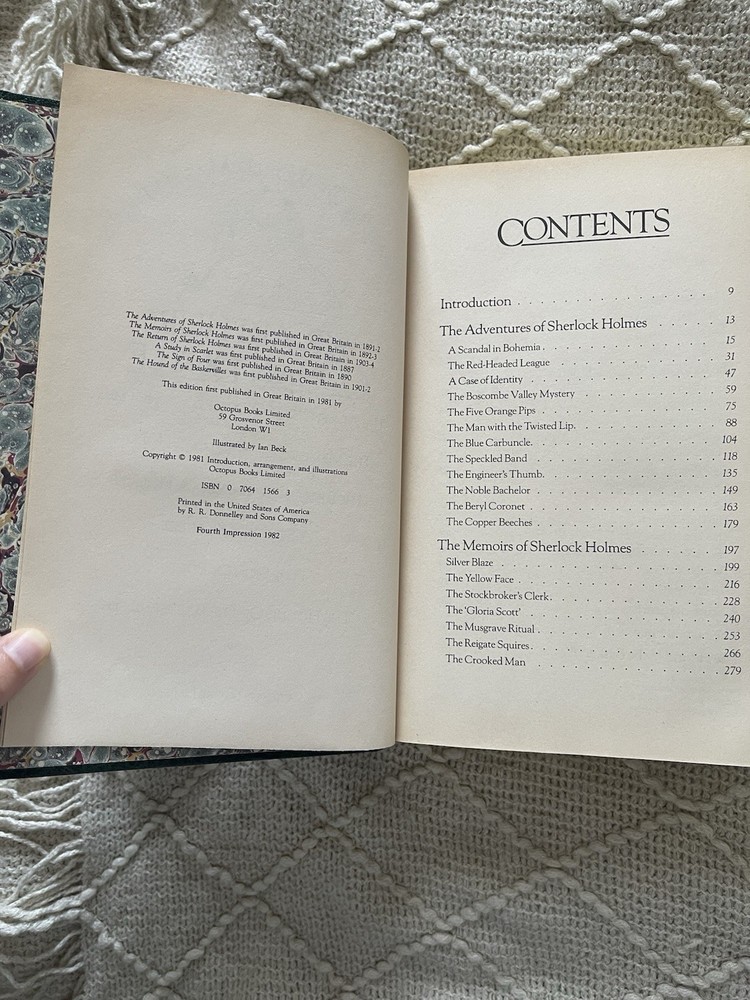 The Adventures of Sherlock Holmes was first published in Great Britain in 1891-2
The Memoirs of Sherlock Holmes was first published in Great Britain in 1892-3
The Return of Sherlock Holmes was first published in Great Britain in 1903-4
A Study in Scarlet was first published in Great Britain in 1887
The Sign of Four was first published in Great Britain in 1890
The Hound of the Baskervilles was first published in Great Britain in 1901-2
This edition first published in Great Britain in 1981 by
Octopus Books Limited
59 Grosvenor Street
London W1
Illustrated by Ian Beck
Copyright © 1981 Introduction, arrangement, and illustrations
Octopus Books Limited
ISBN 0 7064 1566 3
Printed in the United States of America
by R. R. Donnelley and Sons Company
Fourth Impression 1982
CONTENTS
Introduction . . . . . . . . . . . . . . . . 9
The Adventures of Sherlock Holmes . . . . . . 13
A Scandal in Bohemia . . . . . . . . . . . . . 15
The Red-Headed League . . . . . . . . . . . . 31
A Case of Identity . . . . . . . . . . . . . . 47
The Boscombe Valley Mystery . . . . . . . . . 59
The Five Orange Pips . . . . . . . . . . . . . 75
The Man with the Twisted Lip. . . . . . . . . . 88
The Blue Carbuncle. . . . . . . . . . . . . . 104
The Speckled Band . . . . . . . . . . . . . . 118
The Engineer's Thumb. . . . . . . . . . . . . 135
The Noble Bachelor . . . . . . . . . . . . . . 149
The Beryl Coronet . . . . . . . . . . . . . . 163
The Copper Beeches . . . . . . . . . . . . . . 179
The Memoirs of Sherlock Holmes . . . . . . . 197
Silver Blaze . . . . . . . . . . . . . . . . . 199
The Yellow Face . . . . . . . . . . . . . . . 216
The Stockbroker's Clerk. . . . . . . . . . . . 228
The 'Gloria Scott' . . . . . . . . . . . . . . 240
The Musgrave Ritual . . . . . . . . . . . . . 253
The Reigate Squires. . . . . . . . . . . . . . 266
The Crooked Man . . . . . . . . . . . . . . . 279